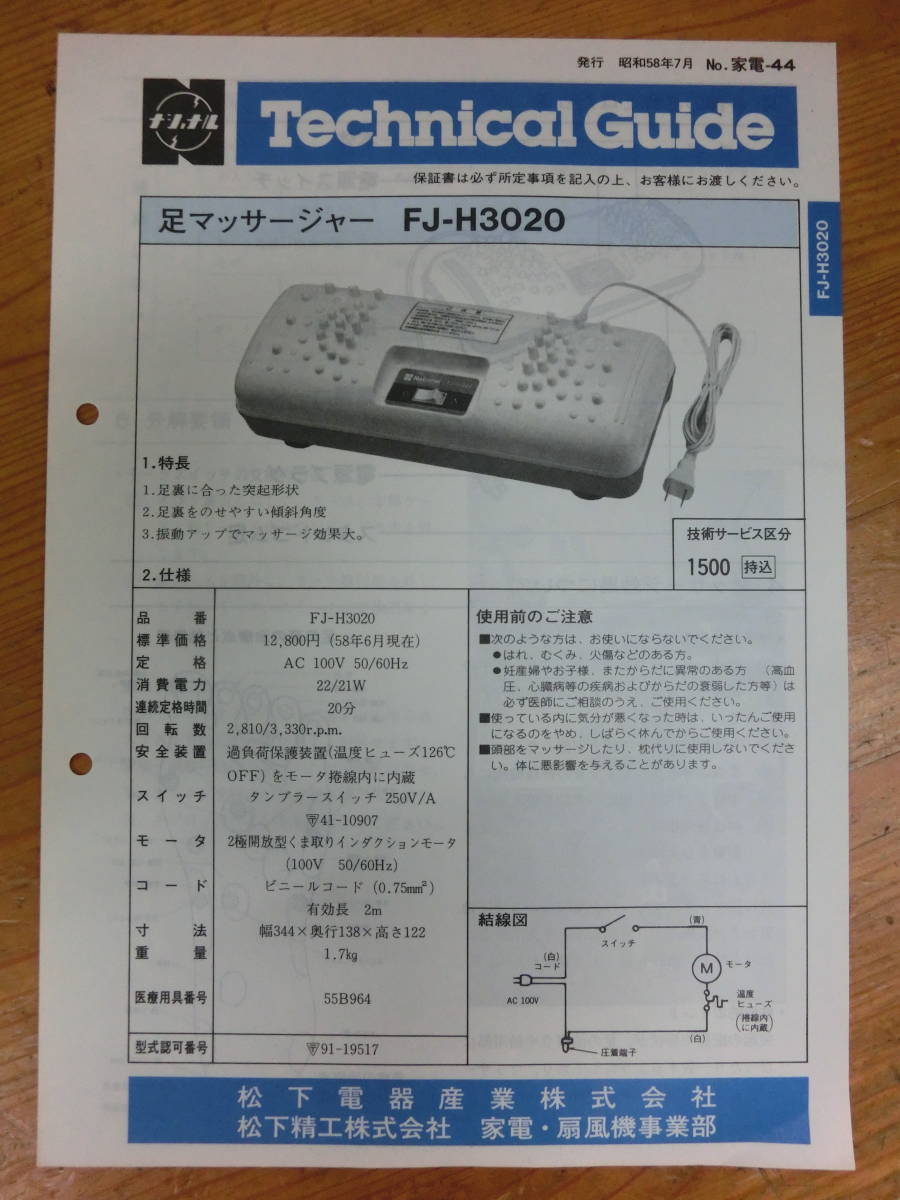 発行 昭和58年7月 No.家電-44
ナショナル
Technical Guide
保証書は必ず所定事項を記入の上、お客様にお渡しください。
足マッサージャー FJ-H3020
FJ-H3020
National
1.特長
1.足裏に合った突起形状
2.足裏をのせやすい傾斜角度
3.振動アップでマッサージ効果大。
技術サービス区分
1500 持込
2.仕様
品番 FJ-H3020
標準価格 12,800円(58年6月現在)
定格 AC 100V 50/60Hz
消費電力 22/21W
連続定格時間 20分
回転数 2,810/3,330r.p.m.
安全装置 過負荷保護装置(温度ヒューズ126℃
OFF)をモータ捲線内に内蔵
スイッチ タンブラースイッチ 250V/A
41-10907
モータ 2極開放型くま取りインダクションモータ
(100V 50/60Hz)
コード ビニールコード(0.75mm²)
有効長 2m
寸法 幅344×奥行138×高さ122
重量 1.7kg
医療用具番号 55B964
型式認可番号 91-19517
使用前のご注意
■次のような方は、お使いにならないでください。
●はれ、むくみ、火傷などのある方。
●妊産婦やお子様、またからだに異常のある方 (高血
圧、心臓病等の疾病およびからだの衰弱した方等)は
必ず医師にご相談のうえ、ご使用ください。
■使っている内に気分が悪くなった時は、いったんご使用
になるのをやめ、しばらく休んでからご使用ください。
■頭部をマッサージしたり、枕代りに使用しないでくださ
い。体に悪影響を与えることがあります。
結線図
(青)
スイッチ
(白)
コード
M モータ
AC 100V
温度
ヒューズ
(捲線内
に内蔵)
(白)
圧着端子
松下電器産業株式会社
松下精工株式会社 家電・扇風機事業部